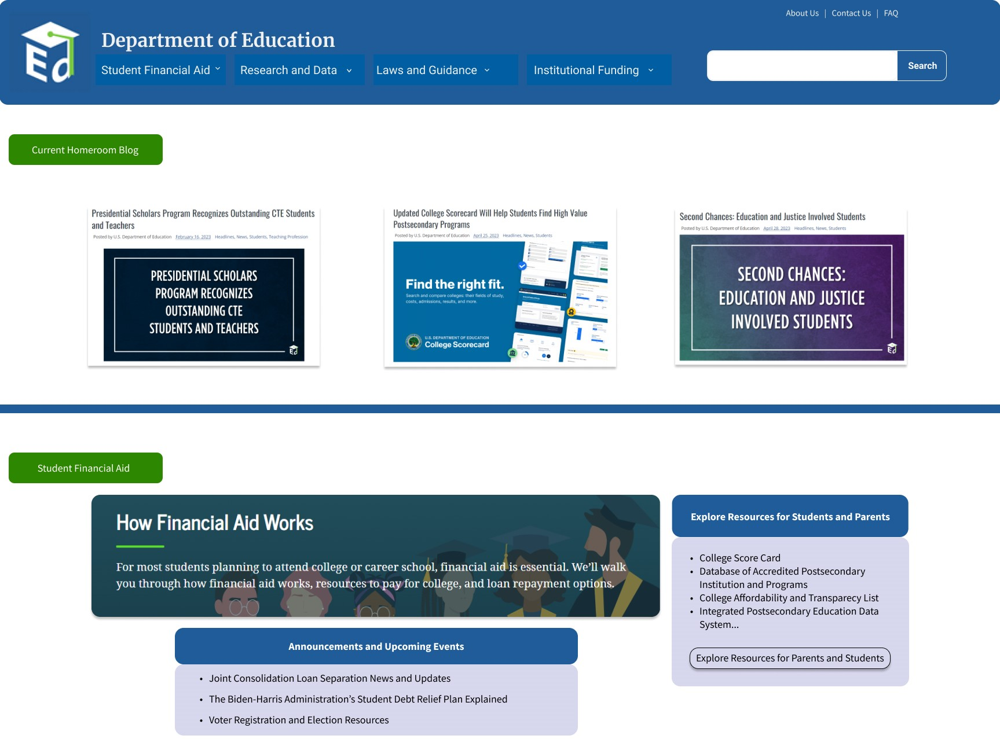 About Us | Contact Us | FAQ
Ed
Department of Education
Student Financial Aid
Research and Data
Laws and Guidance
Institutional Funding
Search
Current Homeroom Blog
Presidential Scholars Program Recognizes Outstanding CTE Students
and Teachers
Posted by U.S. Department of Education February 16, 2023 Headlines, News, Students, Teaching Profession
PRESIDENTIAL SCHOLARS
PROGRAM RECOGNIZES
OUTSTANDING CTE
STUDENTS AND TEACHERS
Ed
Updated College Scorecard Will Help Students Find High Value
Postsecondary Programs
Posted by U.S. Department of Education April 25, 2023 Headlines, News, Students
Find the right fit.
Search and compare colleges: their fields of study,
costs, admissions, results, and more.
U.S. DEPARTMENT OF EDUCATION
College Scorecard
Second Chances: Education and Justice Involved Students
Posted by U.S. Department of Education April 28, 2023 Headlines, News, Students
SECOND CHANCES:
EDUCATION AND JUSTICE
INVOLVED STUDENTS
Ed
Student Financial Aid
How Financial Aid Works
For most students planning to attend college or career school, financial aid is essential. We’ll walk
you through how financial aid works, resources to pay for college, and loan repayment options.
Explore Resources for Students and Parents
• College Score Card
• Database of Accredited Postsecondary
Institution and Programs
• College Affordability and Transparecy List
• Integrated Postsecondary Education Data
System...
Explore Resources for Parents and Students
Announcements and Upcoming Events
• Joint Consolidation Loan Separation News and Updates
• The Biden-Harris Administration’s Student Debt Relief Plan Explained
• Voter Registration and Election Resources